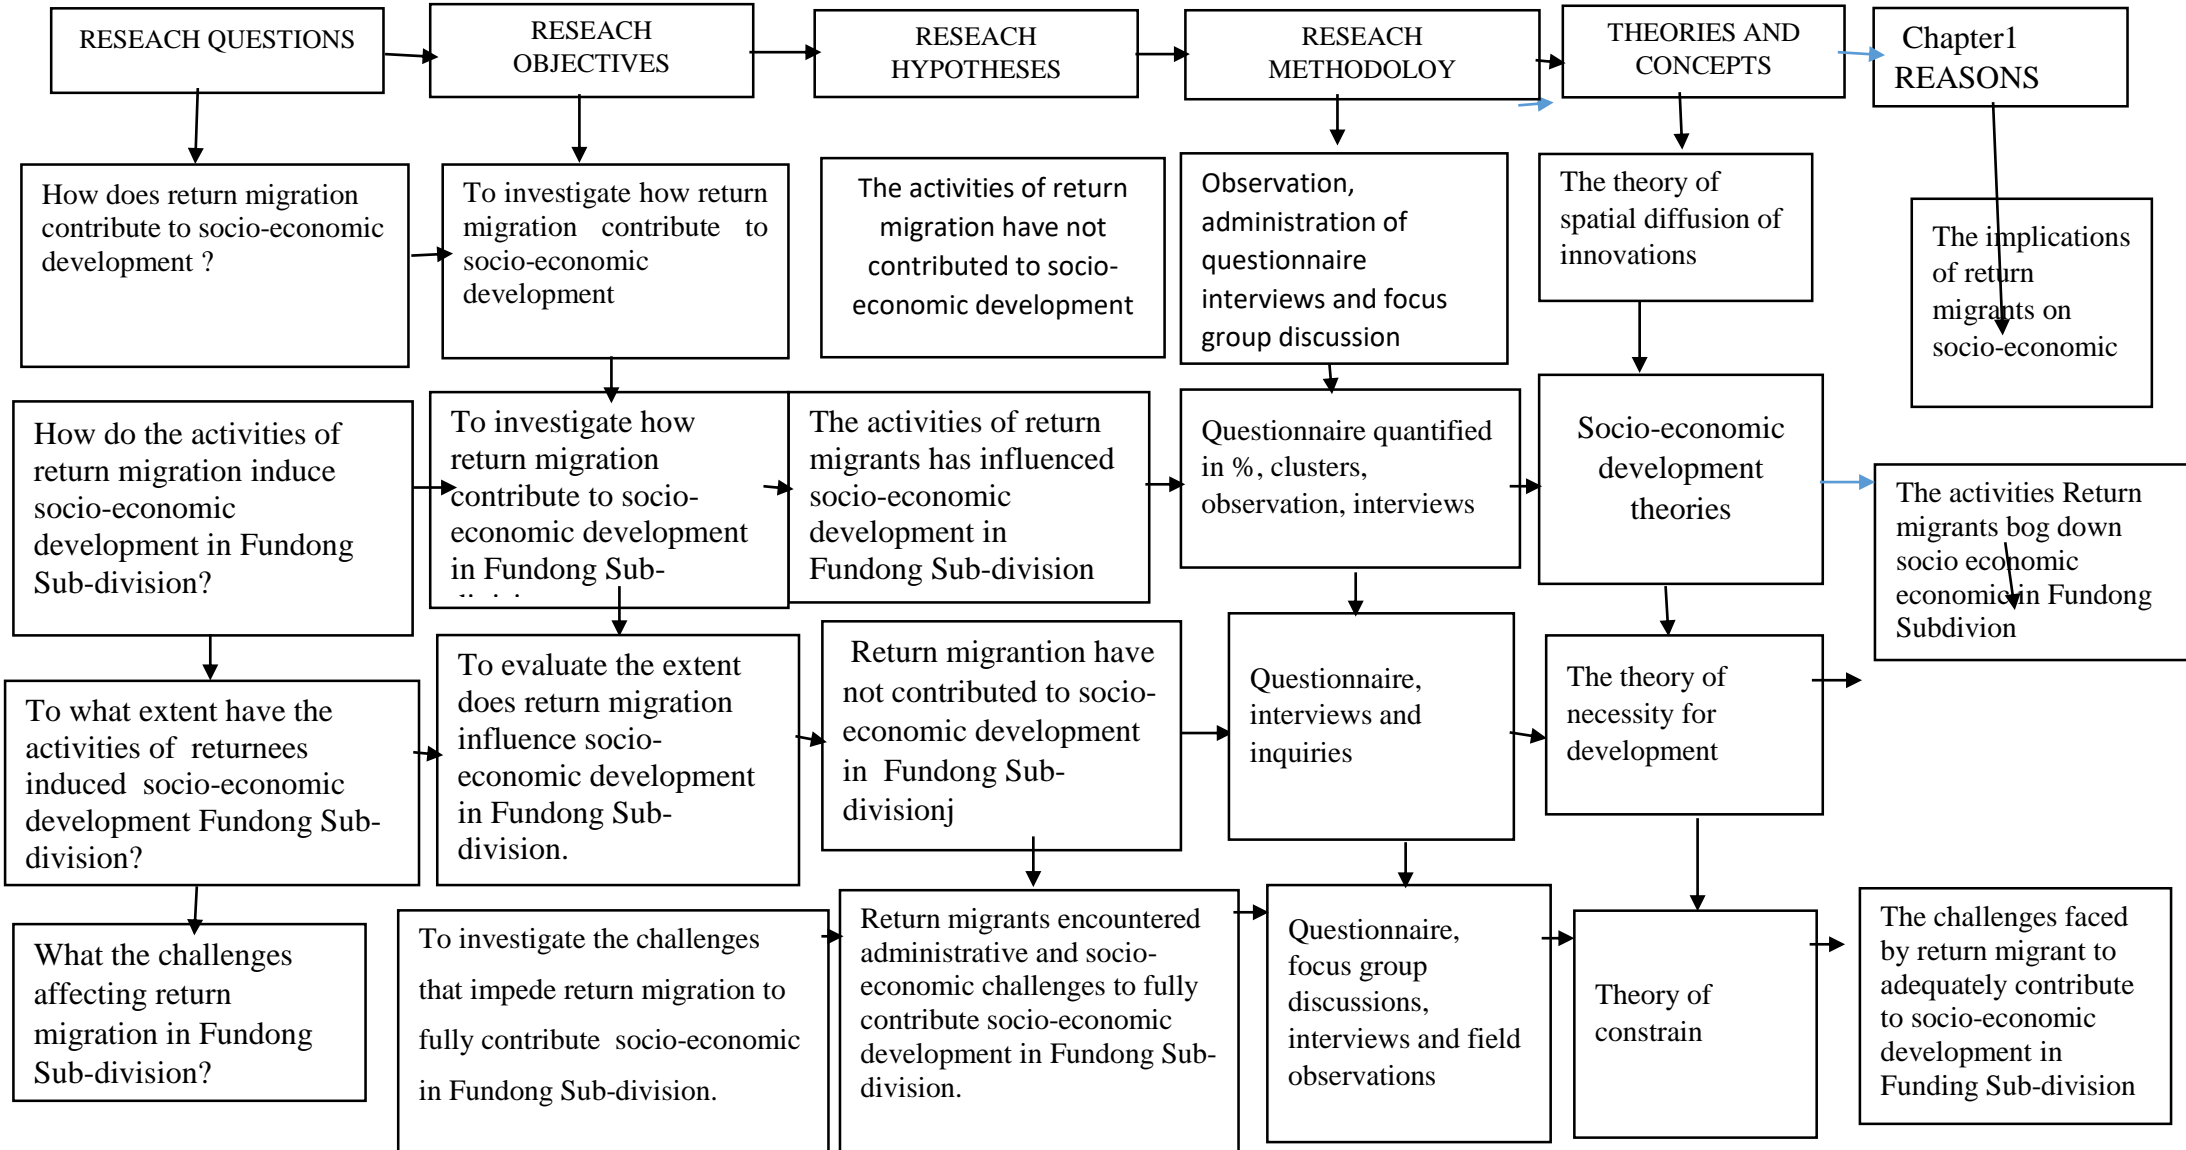 RESEACH QUESTIONS
RESEACH
OBJECTIVES
RESEACH
HYPOTHESES
RESEACH
METHODOLOY
THEORIES AND
CONCEPTS
Chapter1
REASONS
How does return migration
contribute to socio-economic
development ?
To investigate how return
migration contribute to
socio-economic
development
The activities of return
migration have not
contributed to socio-
economic development
Observation,
administration of
questionnaire
interviews and focus
group discussion
The theory of
spatial diffusion of
innovations
The implications
of return
migrants on
socio-economic
How do the activities of
return migration induce
socio-economic
development in Fundong
Sub-division?
To investigate how
return migration
contribute to socio-
economic development
in Fundong Sub-
The activities of return
migrants has influenced
socio-economic
development in
Fundong Sub-division
Questionnaire quantified
in %, clusters,
observation, interviews
Socio-economic
development
theories
The activities Return
migrants bog down
socio economic
economic in Fundong
Subdivion
To what extent have the
activities of returnees
induced socio-economic
development Fundong Sub-
division?
To evaluate the extent
does return migration
influence socio-
economic development
in Fundong Sub-
division.
Return migrantion have
not contributed to socio-
economic development
in Fundong Sub-
divisionj
Questionnaire,
interviews and
inquiries
The theory of
necessity for
development
What the challenges
affecting return
migration in Fundong
Sub-division?
To investigate the challenges
that impede return migration to
fully contribute socio-economic
in Fundong Sub-division.
Return migrants encountered
administrative and socio-
economic challenges to fully
contribute socio-economic
development in Fundong Sub-
division.
Questionnaire,
focus group
discussions,
interviews and field
observations
Theory of
constrain
The challenges faced
by return migrant to
adequately contribute
to socio-economic
development in
Funding Sub-division